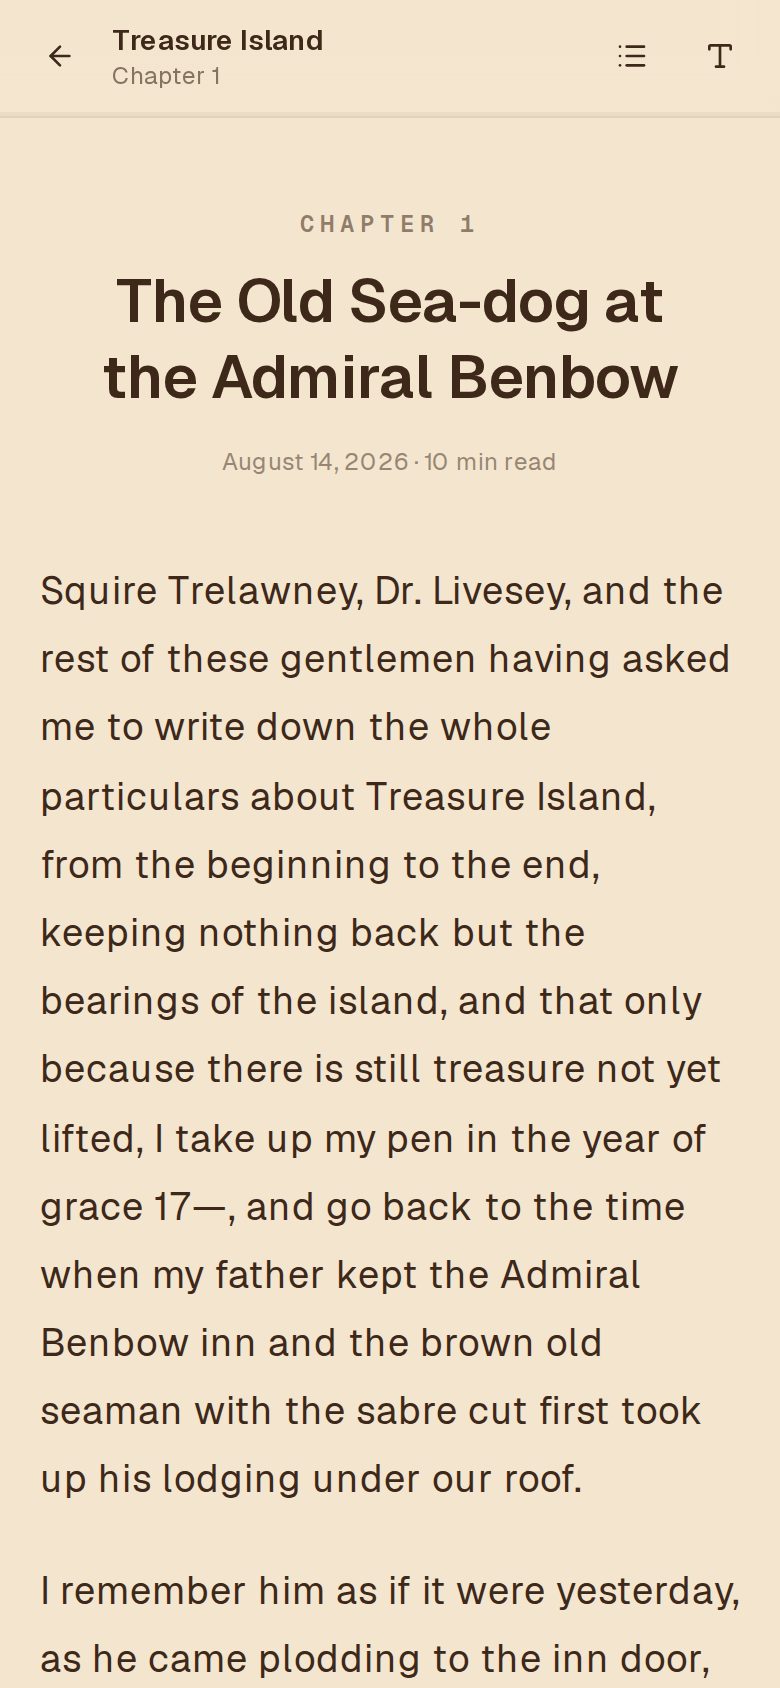 Treasure Island
Chapter 1
CHAPTER 1
The Old Sea-dog at
the Admiral Benbow
August 14, 2026 · 10 min read
Squire Trelawney, Dr. Livesey, and the
rest of these gentlemen having asked
me to write down the whole
particulars about Treasure Island,
from the beginning to the end,
keeping nothing back but the
bearings of the island, and that only
because there is still treasure not yet
lifted, I take up my pen in the year of
grace 17—, and go back to the time
when my father kept the Admiral
Benbow inn and the brown old
seaman with the sabre cut first took
up his lodging under our roof.
I remember him as if it were yesterday,
as he came plodding to the inn door,